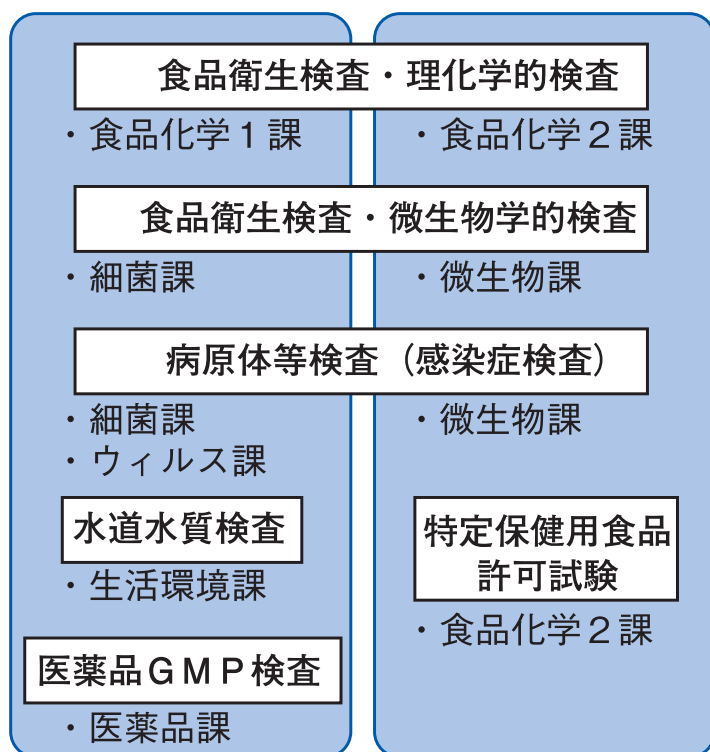 食品衛生検査・理化学的検査
・食品化学１課
・食品化学２課
食品衛生検査・微生物学的検査
・細菌課
・微生物課
病原体等検査（感染症検査）
・細菌課
・微生物課
・ウィルス課
水道水質検査
・生活環境課
特定保健用食品
許可試験
・食品化学２課
医薬品ＧＭＰ検査
・医薬品課